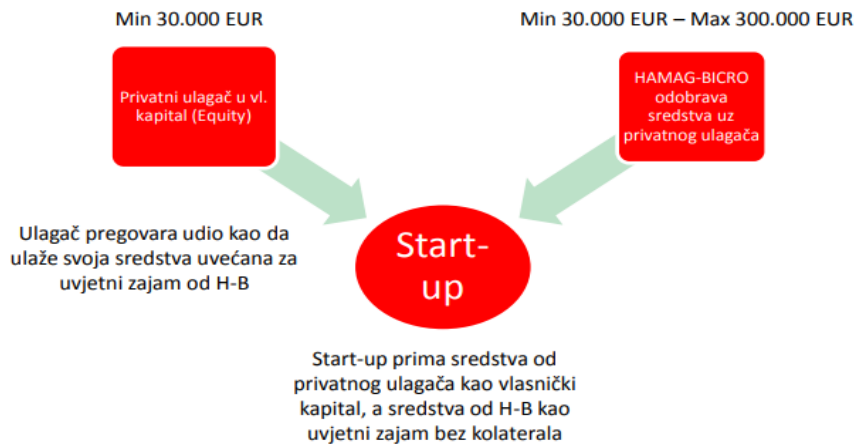 Min 30.000 EUR
Min 30.000 EUR – Max 300.000 EUR
Privatni ulagač u vl.
kapital (Equity)
HAMAG-BICRO
odobrava
sredstva uz
privatnog ulagača
Ulagač pregovara udio kao da
ulaže svoja sredstva uvećana za
uvjetni zajam od H-B
Start-
up
Start-up prima sredstva od
privatnog ulagača kao vlasnički
kapital, a sredstva od H-B kao
uvjetni zajam bez kolaterala